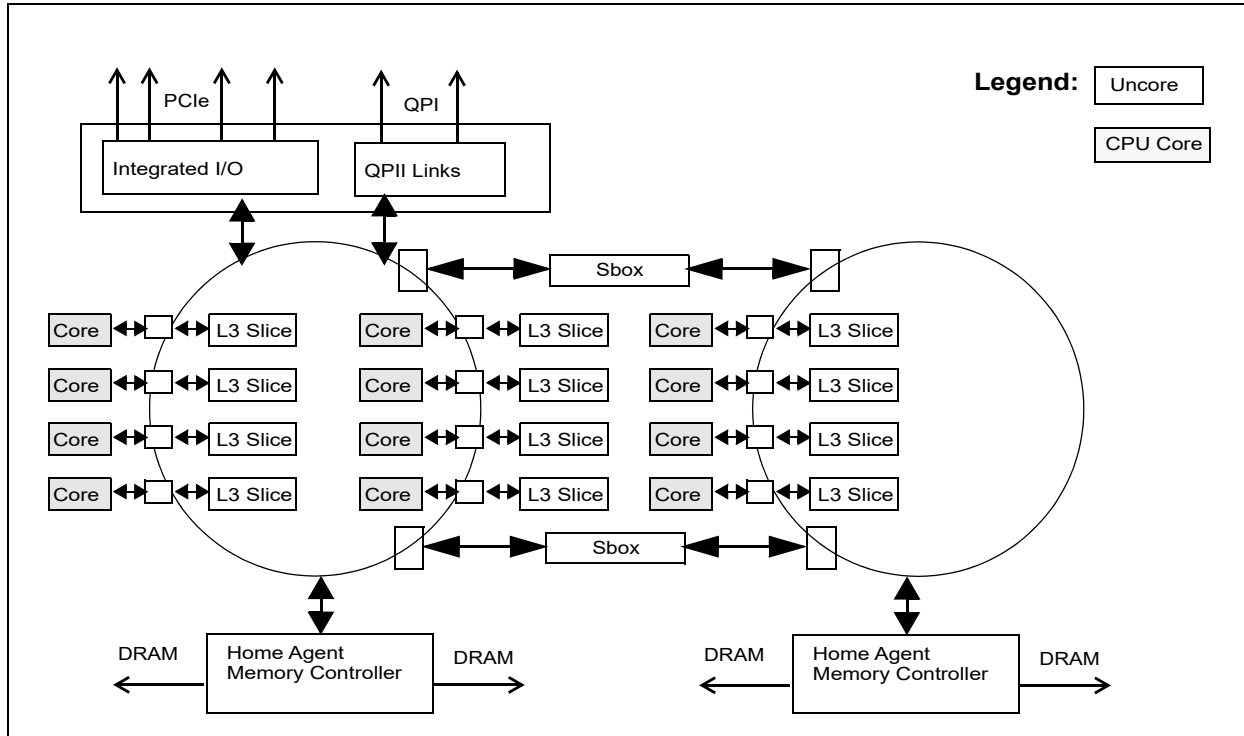 Legend:
Uncore
CPU Core
PCIe
QPI
Integrated I/O
QPII Links
Sbox
Core
L3 Slice
Core
L3 Slice
Core
L3 Slice
Core
L3 Slice
Core
L3 Slice
Core
L3 Slice
Core
L3 Slice
Core
L3 Slice
Core
L3 Slice
Core
L3 Slice
Core
L3 Slice
Core
L3 Slice
Sbox
DRAM
Home Agent
Memory Controller
DRAM
DRAM
Home Agent
Memory Controller
DRAM